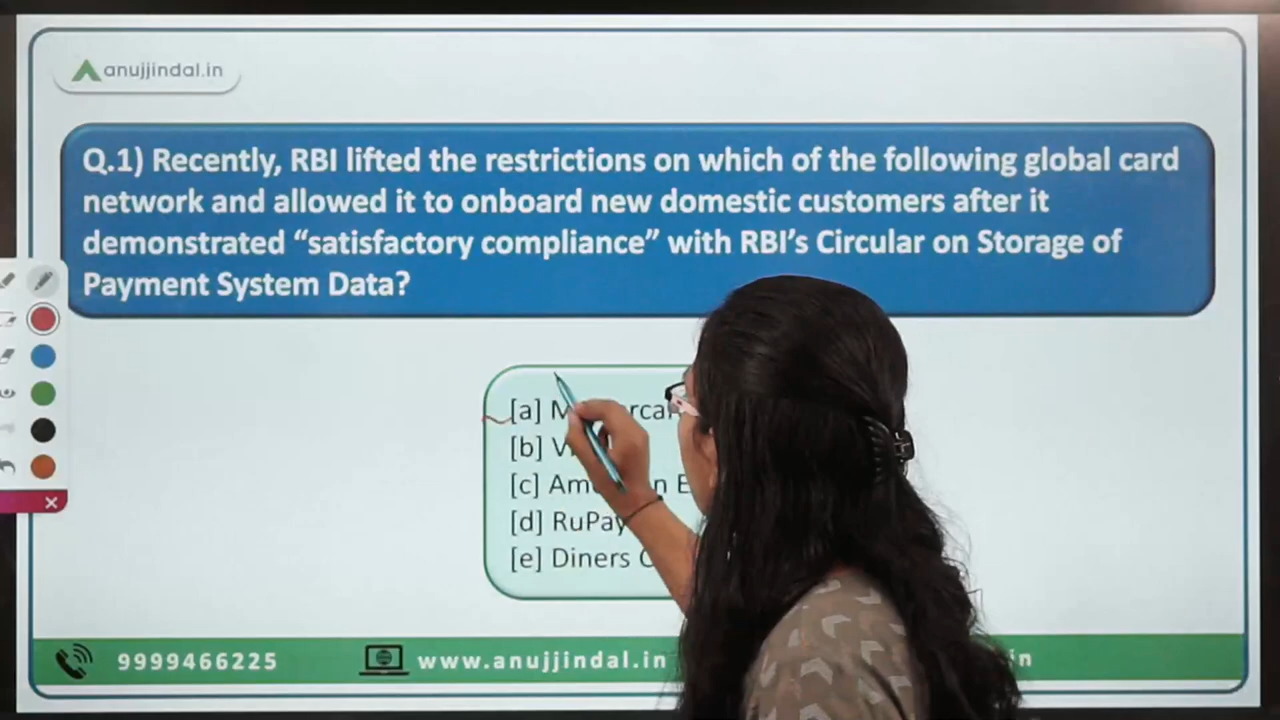 anujjindal.in
Q.1) Recently, RBI lifted the restrictions on which of the following global card
network and allowed it to onboard new domestic customers after it
demonstrated “satisfactory compliance” with RBI’s Circular on Storage of
Payment System Data?
[a]
[b]
[c]
[d] RuPay
[e] Diners
9999466225 www.anujjindal.in